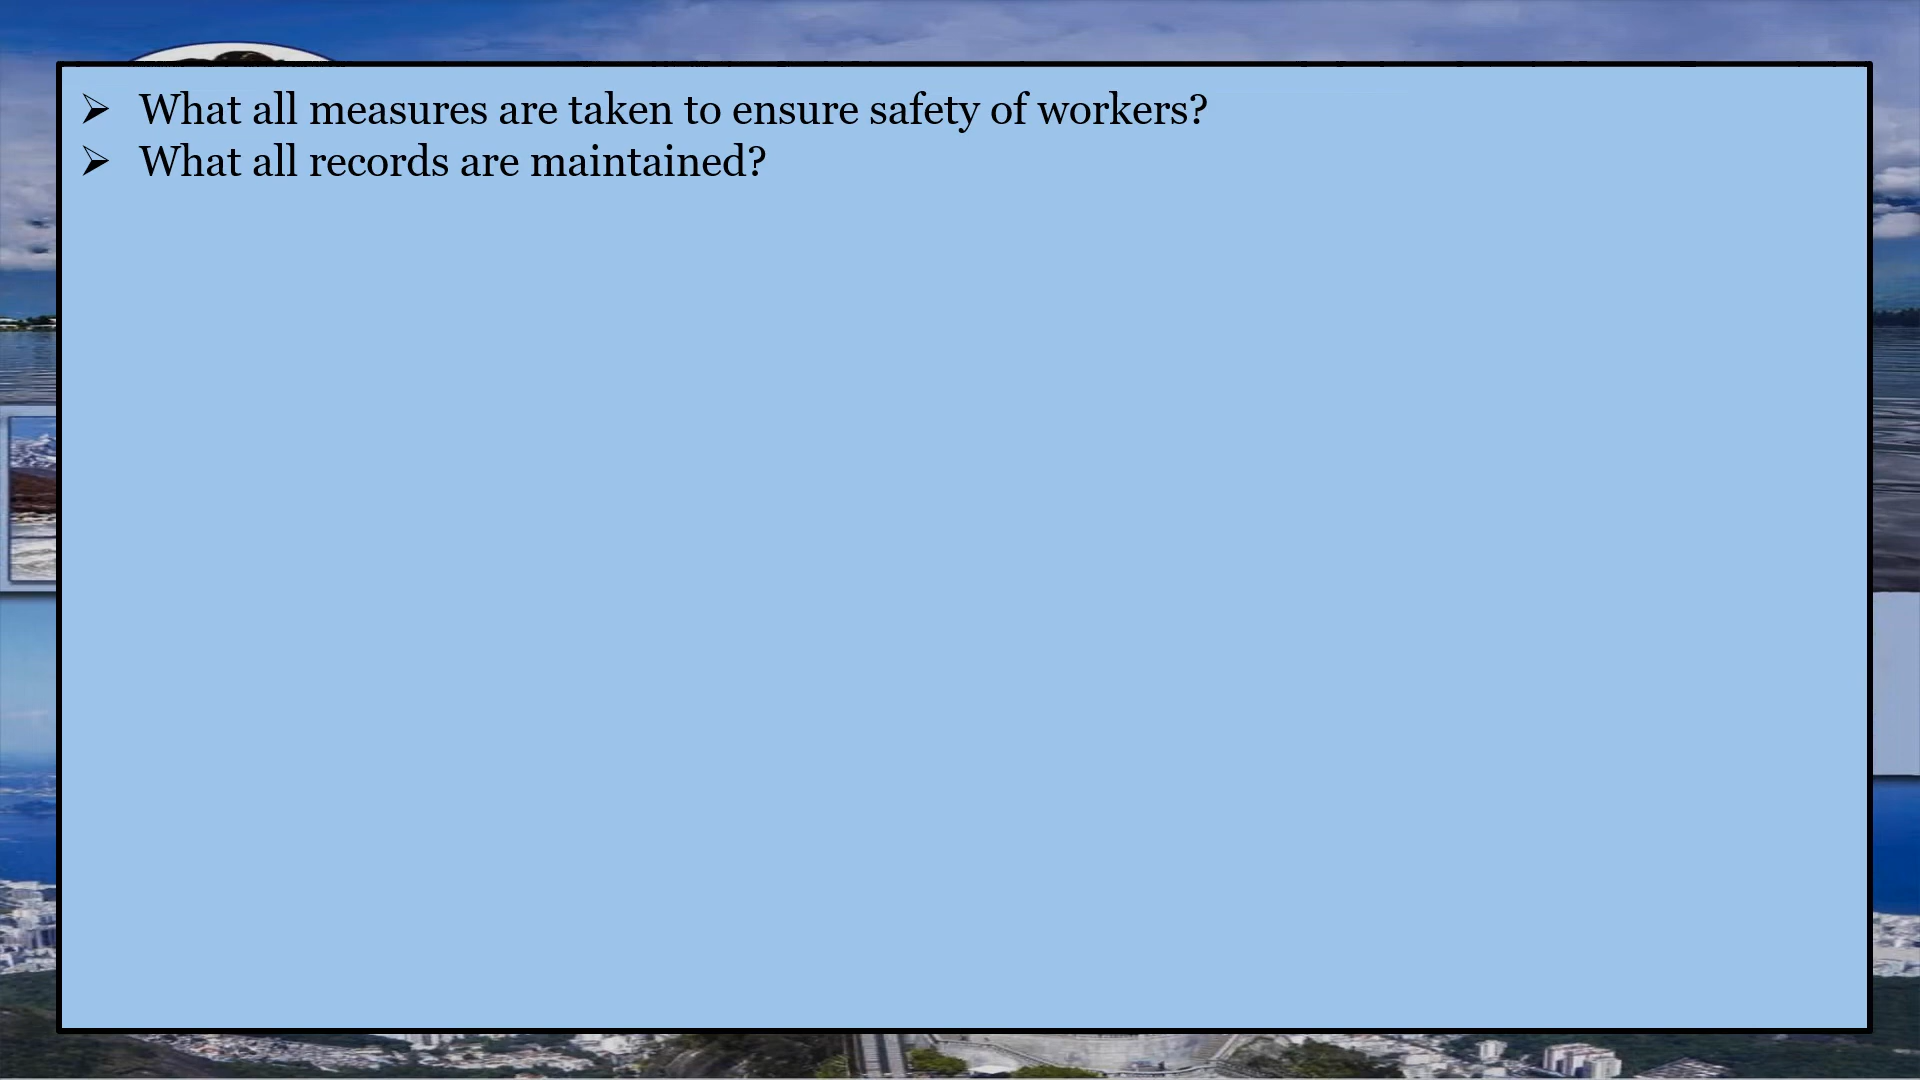 ➢ What all measures are taken to ensure safety of workers?
➢ What all records are maintained?